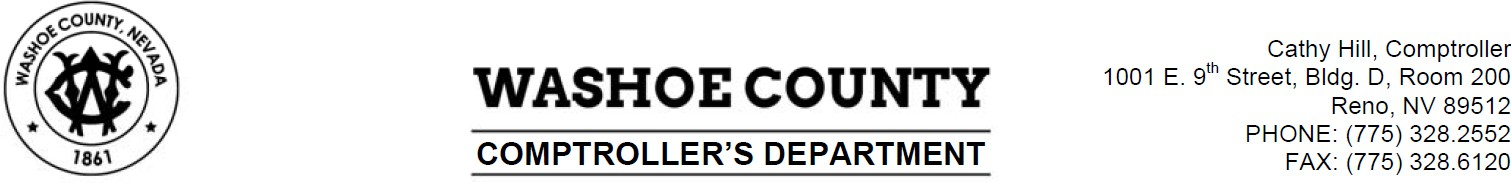 WASHOE COUNTY, NEVADA
1861
WASHOE COUNTY
COMPTROLLER'S DEPARTMENT
Cathy Hill, Comptroller
1001 E. 9th Street, Bldg. D, Room 200
Reno, NV 89512
PHONE: (775) 328.2552
FAX: (775) 328.6120